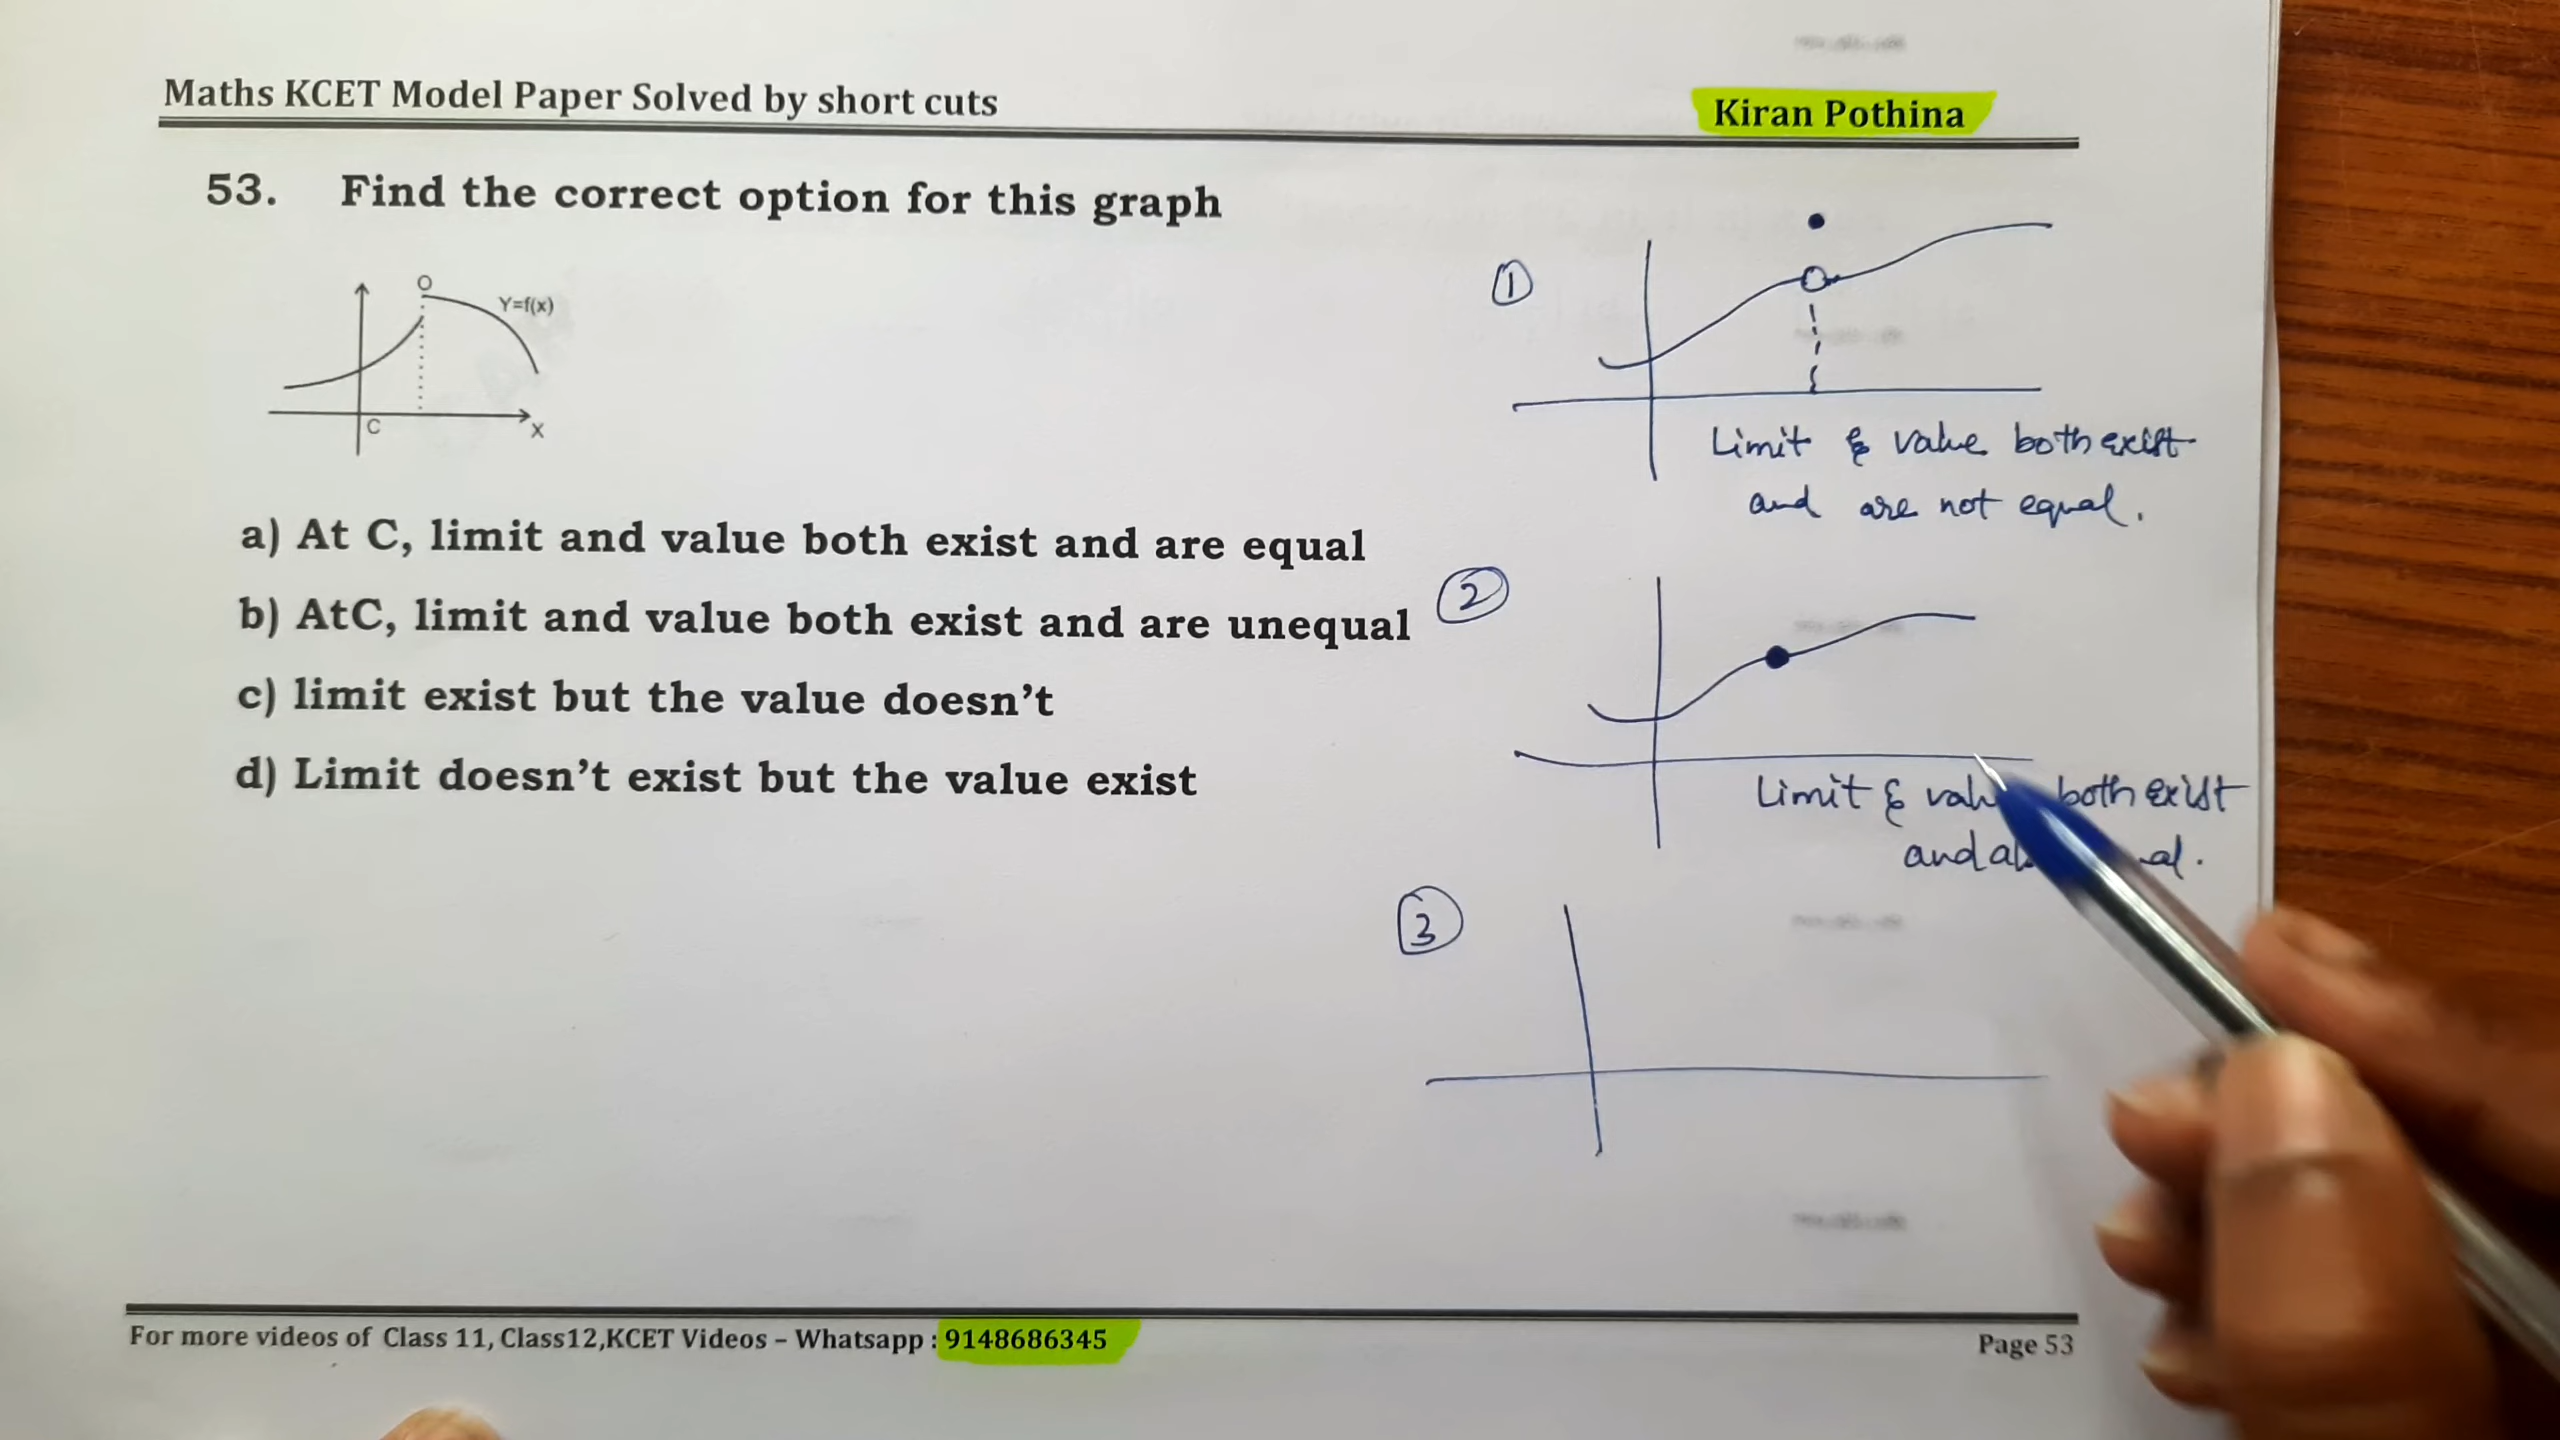 Maths KCET Model Paper Solved by short cuts
Kiran Pothina
53. Find the correct option for this graph
O
Y=f(x)
C
X
a) At C, limit and value both exist and are equal
b) AtC, limit and value both exist and are unequal
c) limit exist but the value doesn't
d) Limit doesn't exist but the value exist
1
Limit & value both exist
and are not equal.
2
Limit & both exist
and
3
For more videos of Class 11, Class12,KCET Videos – Whatsapp : 9148686345
Page 53